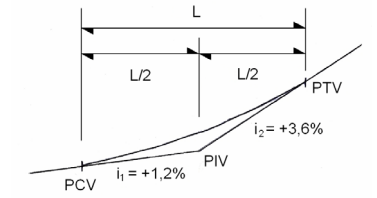 L
L/2 L/2
PTV
i₂ = +3,6%
PIV
i₁ = +1,2%
PCV